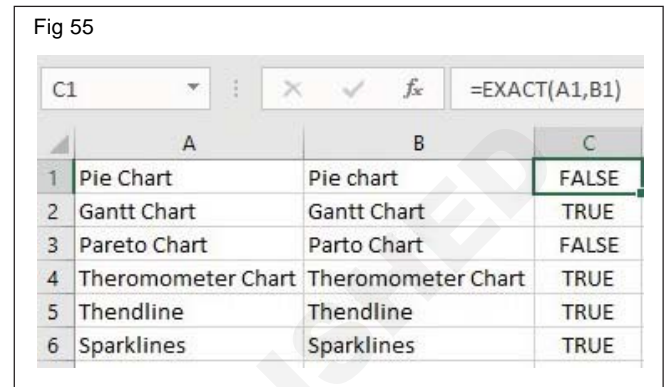 Fig 55
C1 fx =EXACT(A1,B1)
A B C
1 Pie Chart Pie chart FALSE
2 Gantt Chart Gantt Chart TRUE
3 Pareto Chart Parto Chart FALSE
4 Theromometer Chart Theromometer Chart TRUE
5 Thendline Thendline TRUE
6 Sparklines Sparklines TRUE